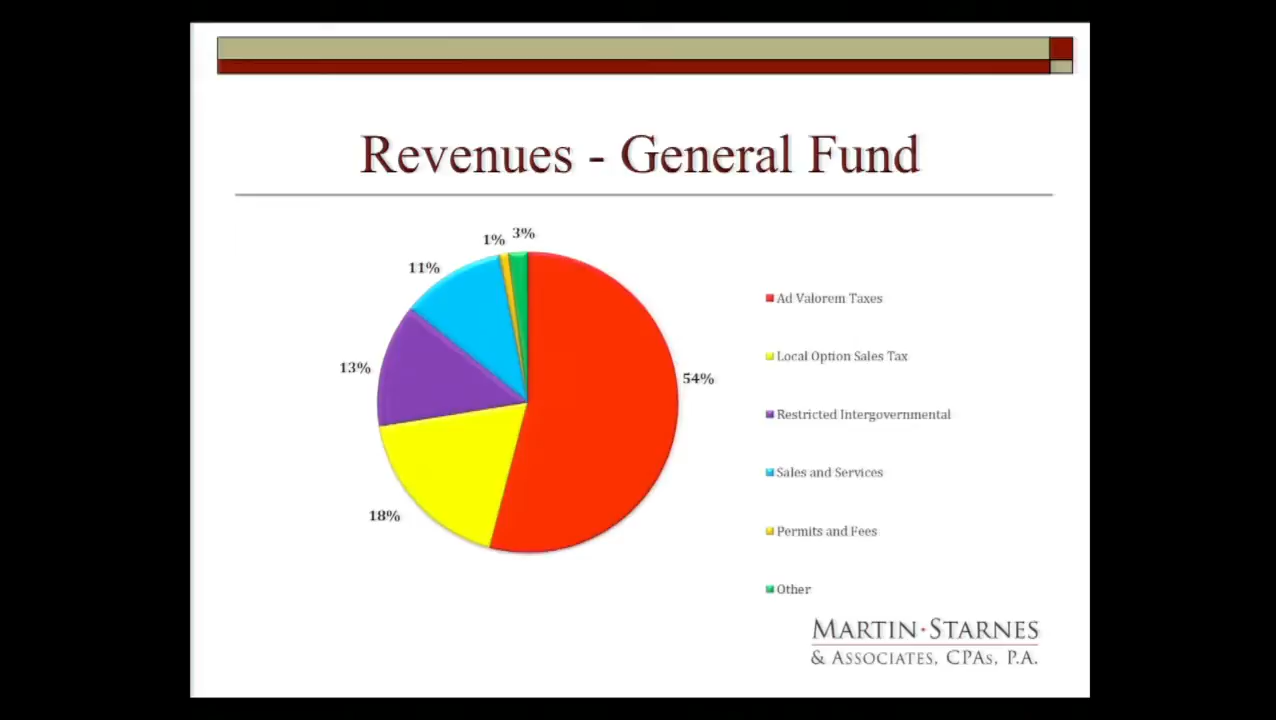 Revenues - General Fund
1% 3%
11%
13%
54%
18%
Ad Valorem Taxes
Local Option Sales Tax
Restricted Intergovernmental
Sales and Services
Permits and Fees
Other
MARTIN·STARNES
& ASSOCIATES, CPAS, P.A.